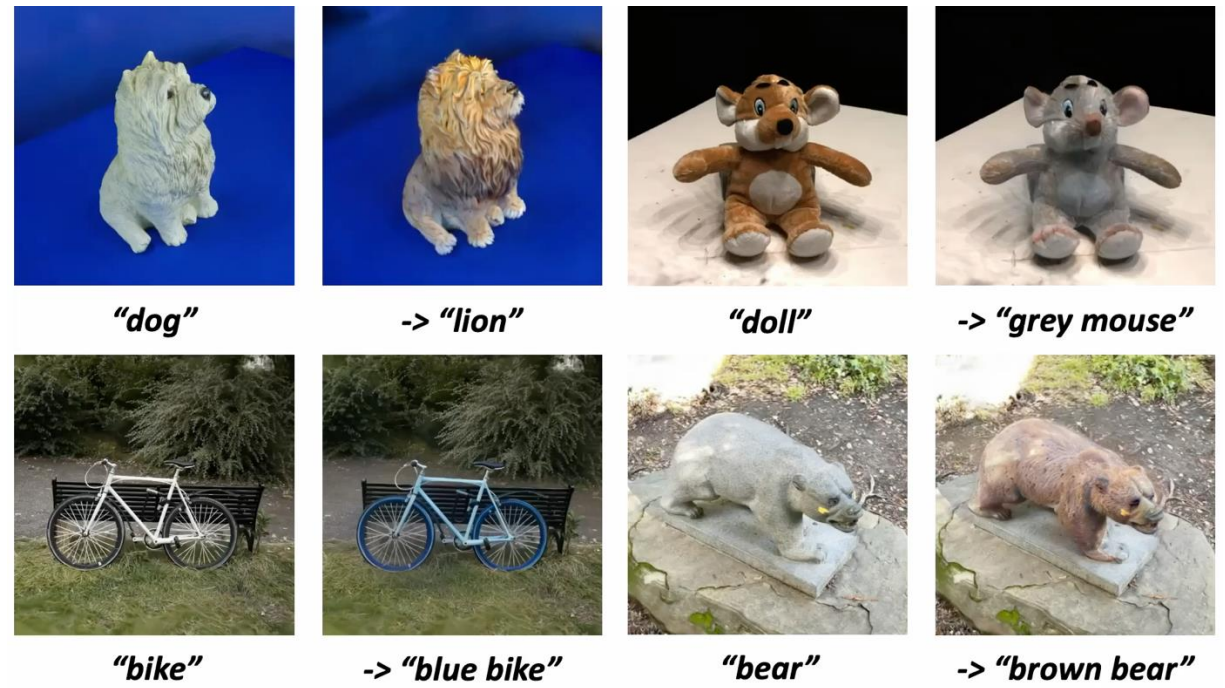 “dog”
-> “lion”
“doll”
-> “grey mouse”
“bike”
-> “blue bike”
“bear”
-> “brown bear”